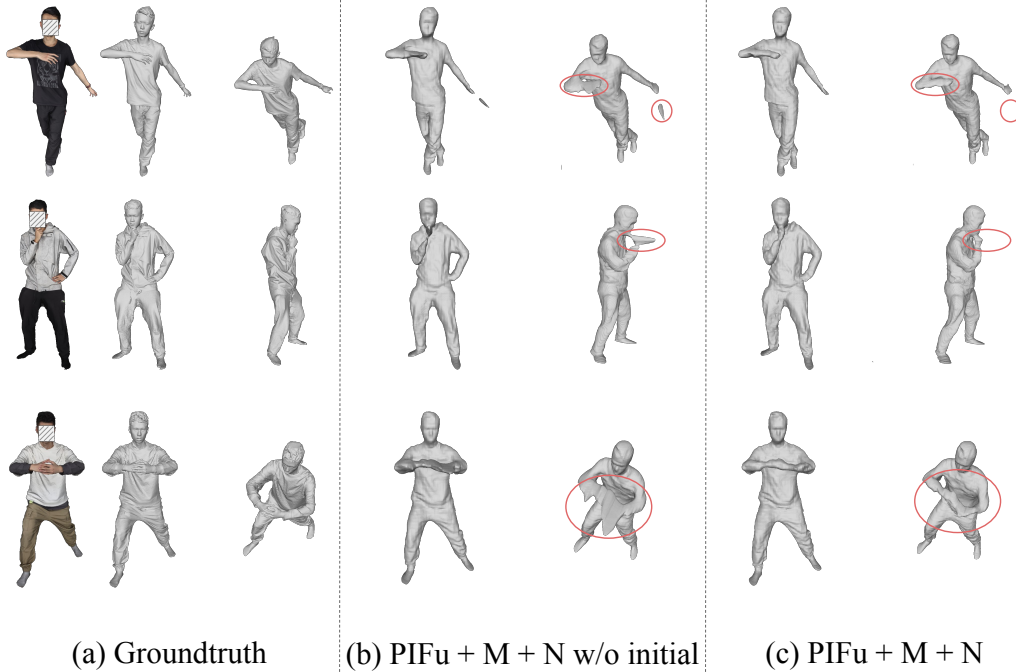 (a) Groundtruth
(b) PIFu + M + N w/o initial
(c) PIFu + M + N